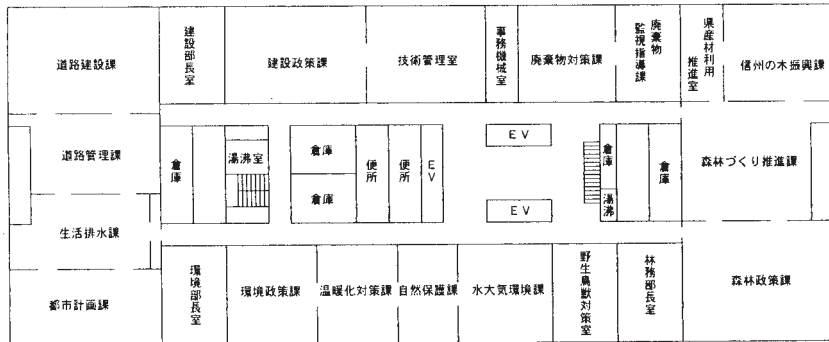 道路建設課
建設部長室
建設政策課
技術管理室
事務機械室
廃棄物対策課
廃棄物
監視指導課
県産材利用
推進室
信州の木振興課
道路管理課
倉庫
湯沸室
倉庫
倉庫
便所
便所
EV
EV
EV
倉庫
湯沸
倉庫
森林づくり推進課
生活排水課
都市計画課
環境部長室
環境政策課
温暖化対策課
自然保護課
水大気環境課
野生鳥獣対策室
林務部長室
森林政策課